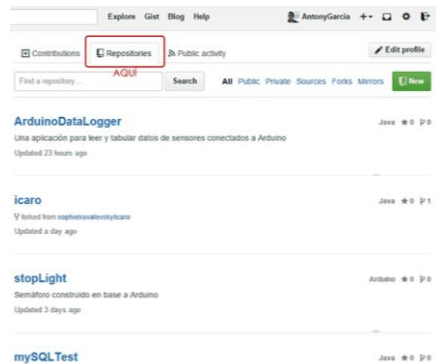 Explore Gist Blog Help AntonyGarcia
Contributions Repositories Public activity Edit profile
AQUÍ
Find a repository... Search All Public Private Sources Forks Mirrors New
ArduinoDataLogger Java 0 0
Una aplicación para leer y tabular datos de sensores conectados a Arduino
Updated 23 hours ago
icaro Java 0 1
forked from sophiekovalevsky/icaro
Updated a day ago
stopLight Arduino 0 0
Semáforo construido en base a Arduino
Updated 3 days ago
mySQLTest Java 0 0